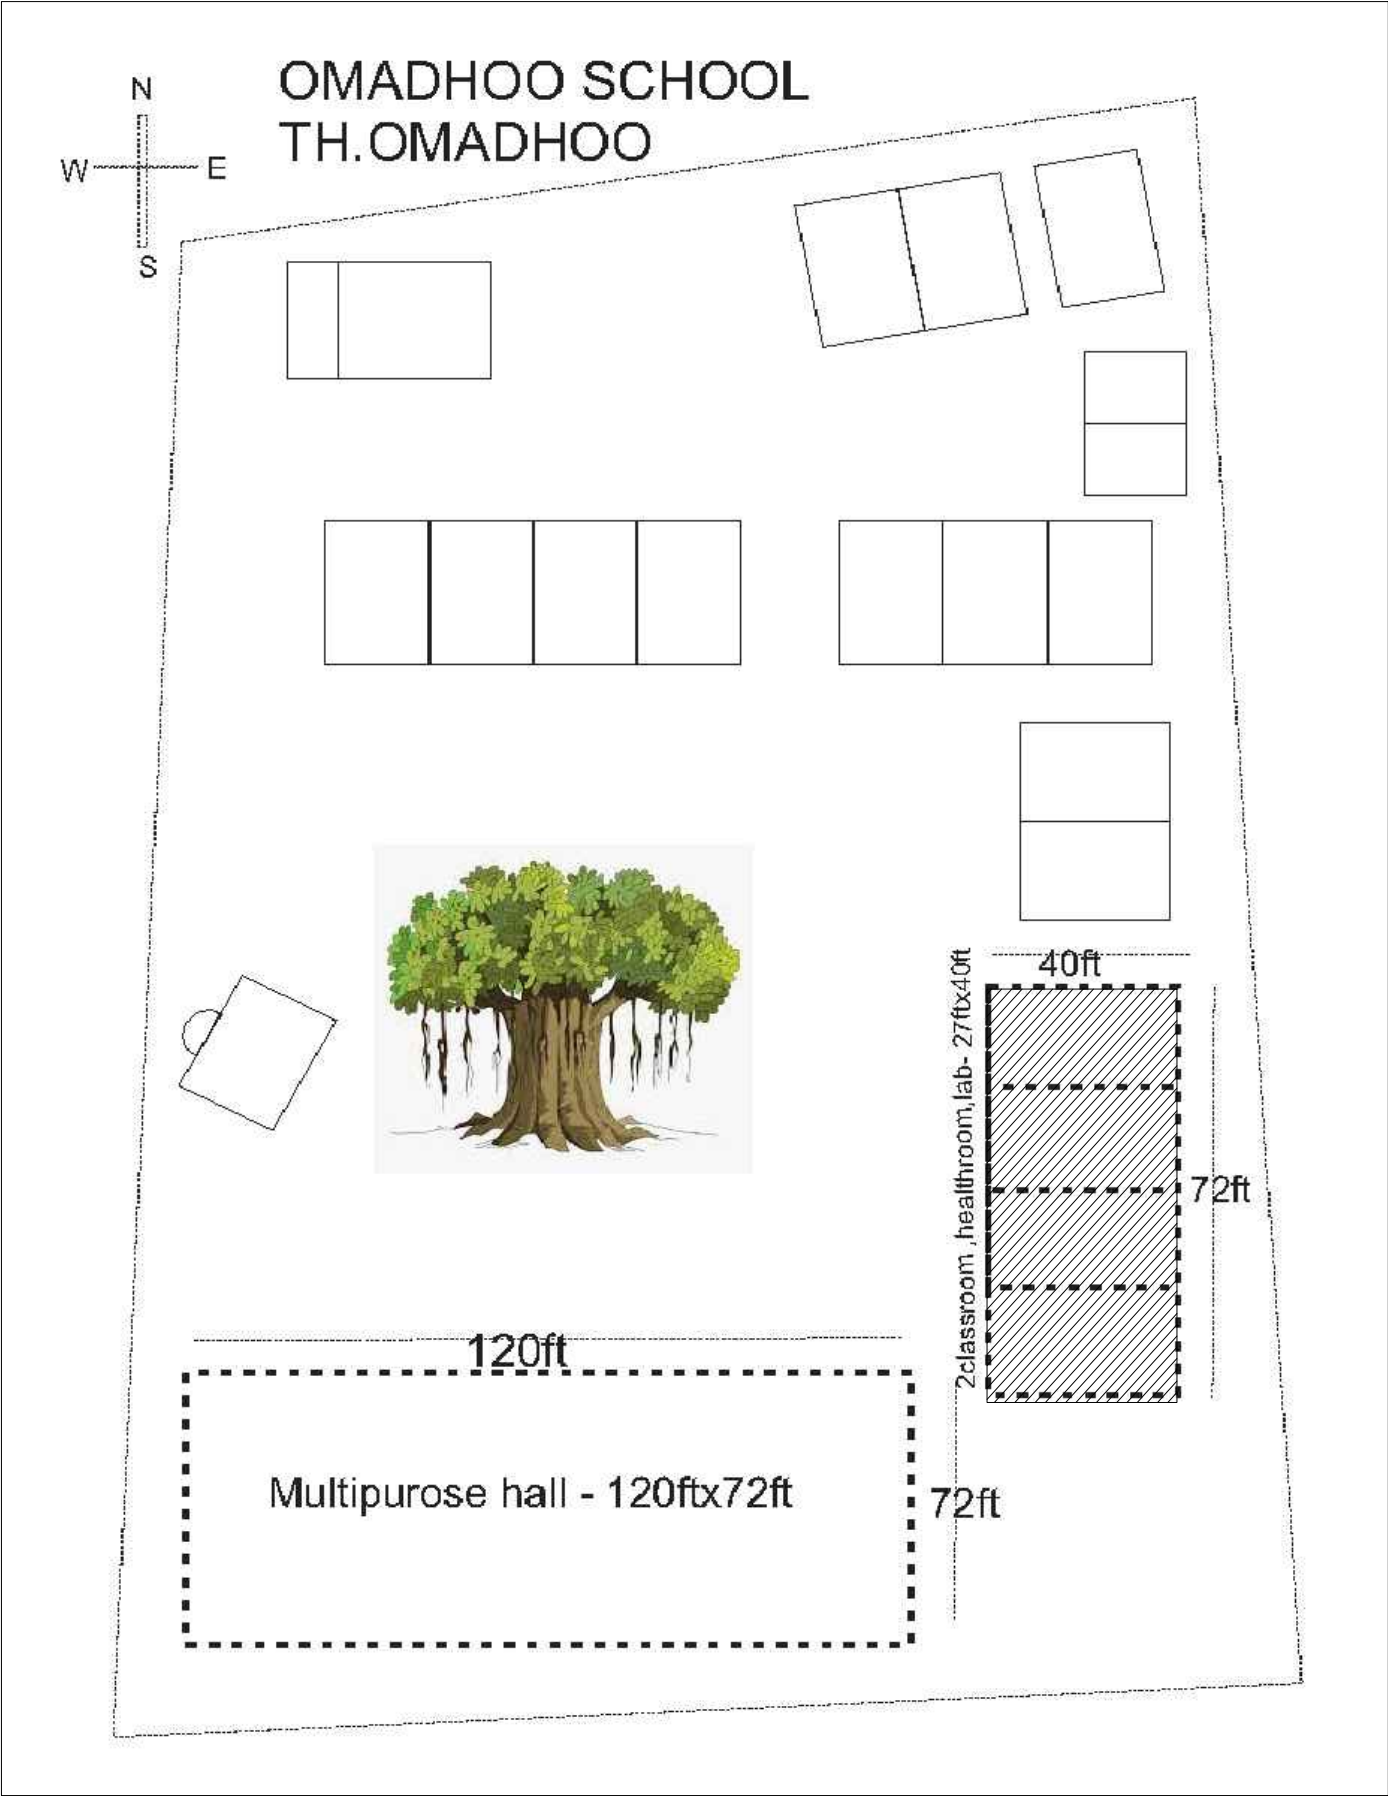 OMADHOO SCHOOL
TH.OMADHOO
N
W
E
S
40ft
2classroom ,healthroom,lab- 27ftx40ft
72ft
120ft
Multipurose hall - 120ftx72ft
72ft